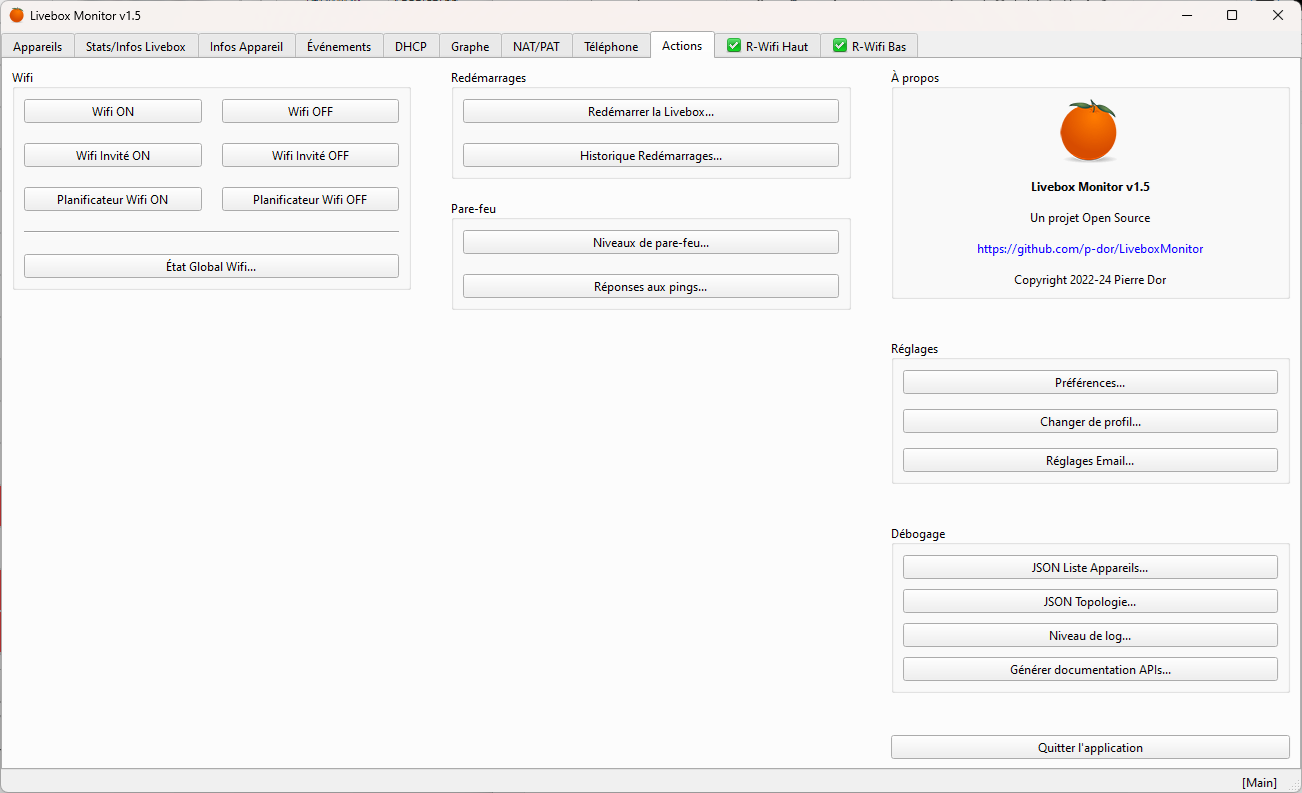 Livebox Monitor v1.5
Appareils Stats/Infos Livebox Infos Appareil Événements DHCP Graphe NAT/PAT Téléphone Actions R-Wifi Haut R-Wifi Bas
Wifi
Wifi ON Wifi OFF
Wifi Invité ON Wifi Invité OFF
Planificateur Wifi ON Planificateur Wifi OFF
État Global Wifi...
Redémarrages
Redémarrer la Livebox...
Historique Redémarrages...
Pare-feu
Niveaux de pare-feu...
Réponses aux pings...
À propos
Livebox Monitor v1.5
Un projet Open Source
https://github.com/p-dor/LiveboxMonitor
Copyright 2022-24 Pierre Dor
Réglages
Préférences...
Changer de profil...
Réglages Email...
Débogage
JSON Liste Appareils...
JSON Topologie...
Niveau de log...
Générer documentation APIs...
Quitter l'application
[Main]